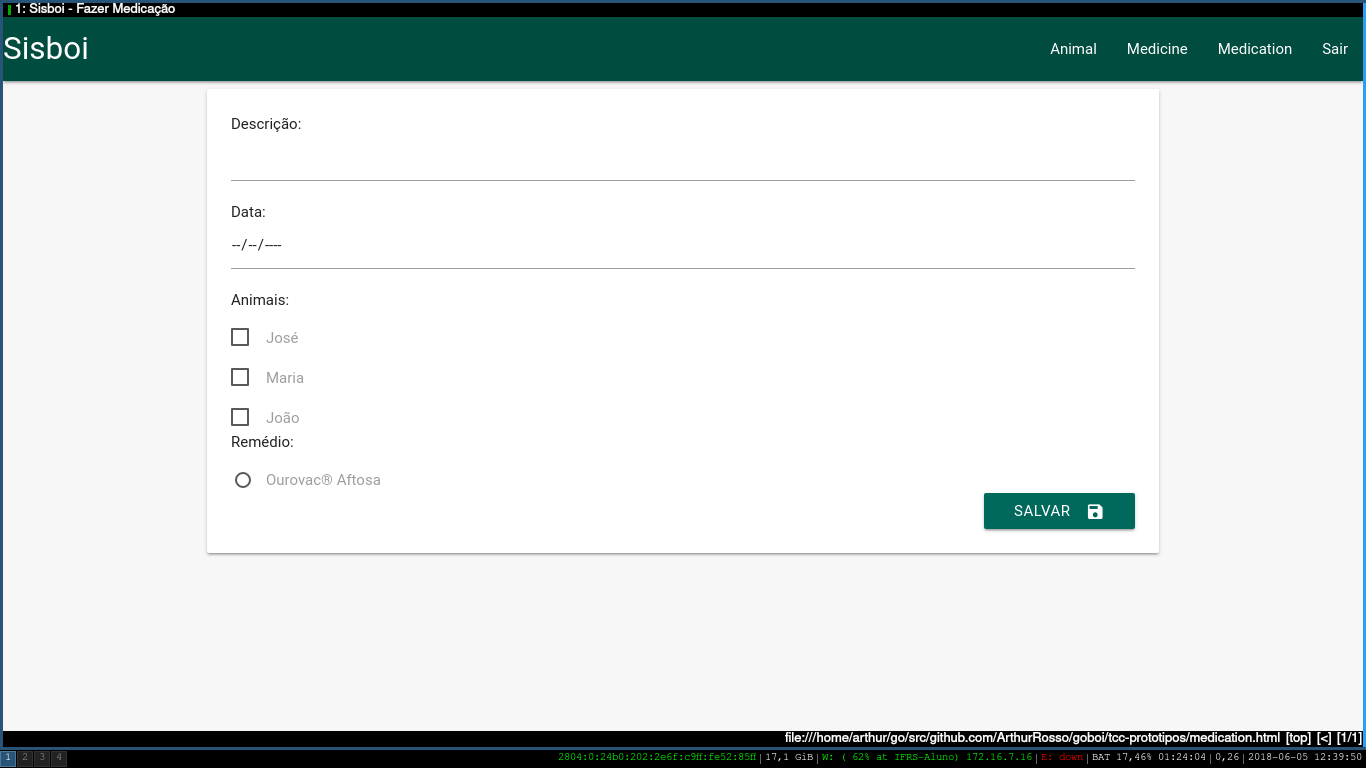 1: Sisboi - Fazer Medicação
Sisboi Animal Medicine Medication Sair
Descrição:
Data:
--/--/----
Animais:
José
Maria
João
Remédio:
Ourovac® Aftosa
SALVAR
file:///home/arthur/go/src/github.com/ArthurRosso/goboi/tcc-prototipos/medication.html [top] [<] [1/1]
1 2 3 4 2804:0:24b0:202:2e6f:c9ff:fe52:85ff | 17,1 GiB | W: ( 62% at IFRS-Aluno) 172.16.7.16 | E: down | BAT 17,46% 01:24:04 | 0,26 | 2018-06-05 12:39:50